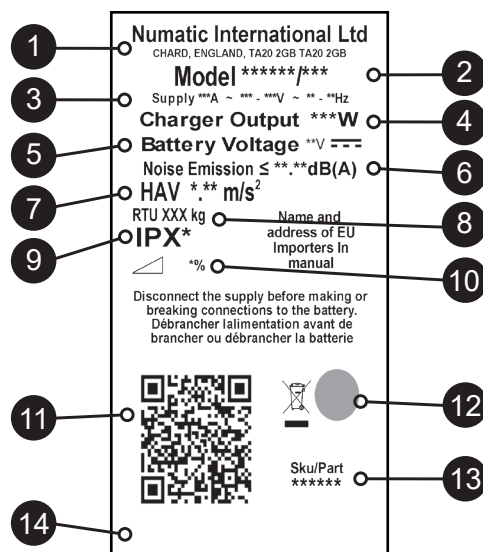 Numatic International Ltd
1
CHARD, ENGLAND, TA20 2GB TA20 2GB
Model ******/***
2
3
Supply ***A ~ *** - ***V ~ ** - **Hz
Charger Output ***W
4
5
Battery Voltage **V
Noise Emission ≤ **.**dB(A)
6
7
HAV *.** m/s²
RTU XXX kg
8
Name and
address of EU
Importers In
manual
9
IPX*
*%
10
Disconnect the supply before making or
breaking connections to the battery.
Débrancher lalimentation avant de
brancher ou débrancher la batterie
11
12
Sku/Part
******
13
14